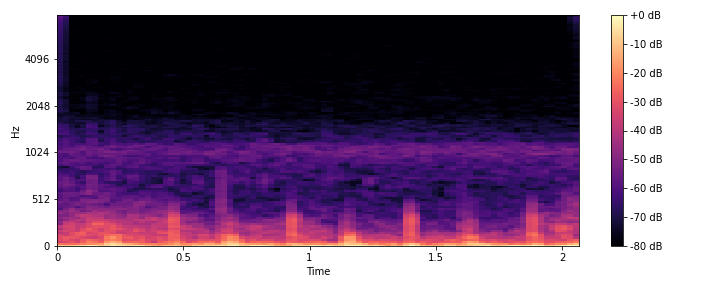 +0 dB
4096
-10 dB
-20 dB
2048
-30 dB
Hz
1024
-40 dB
-50 dB
512
-60 dB
-70 dB
0
-80 dB
0 0.5 1 1.5 2
Time